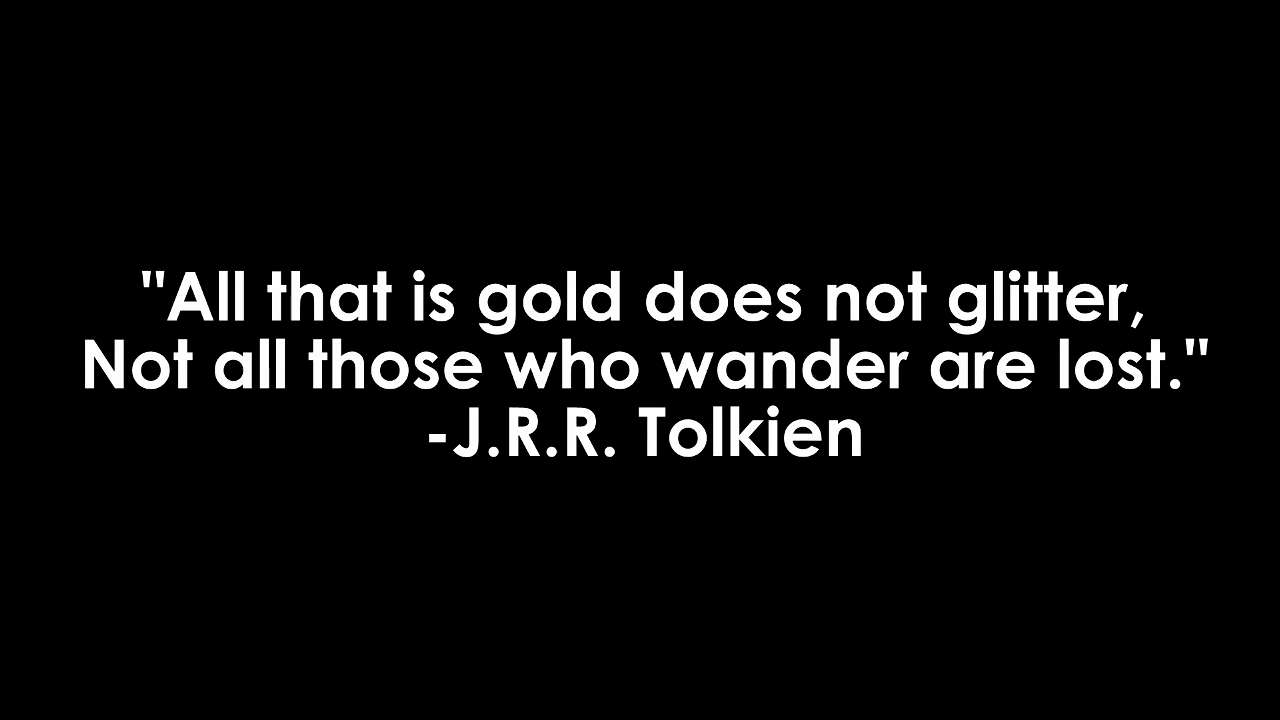 "All that is gold does not glitter,
Not all those who wander are lost."
-J.R.R. Tolkien